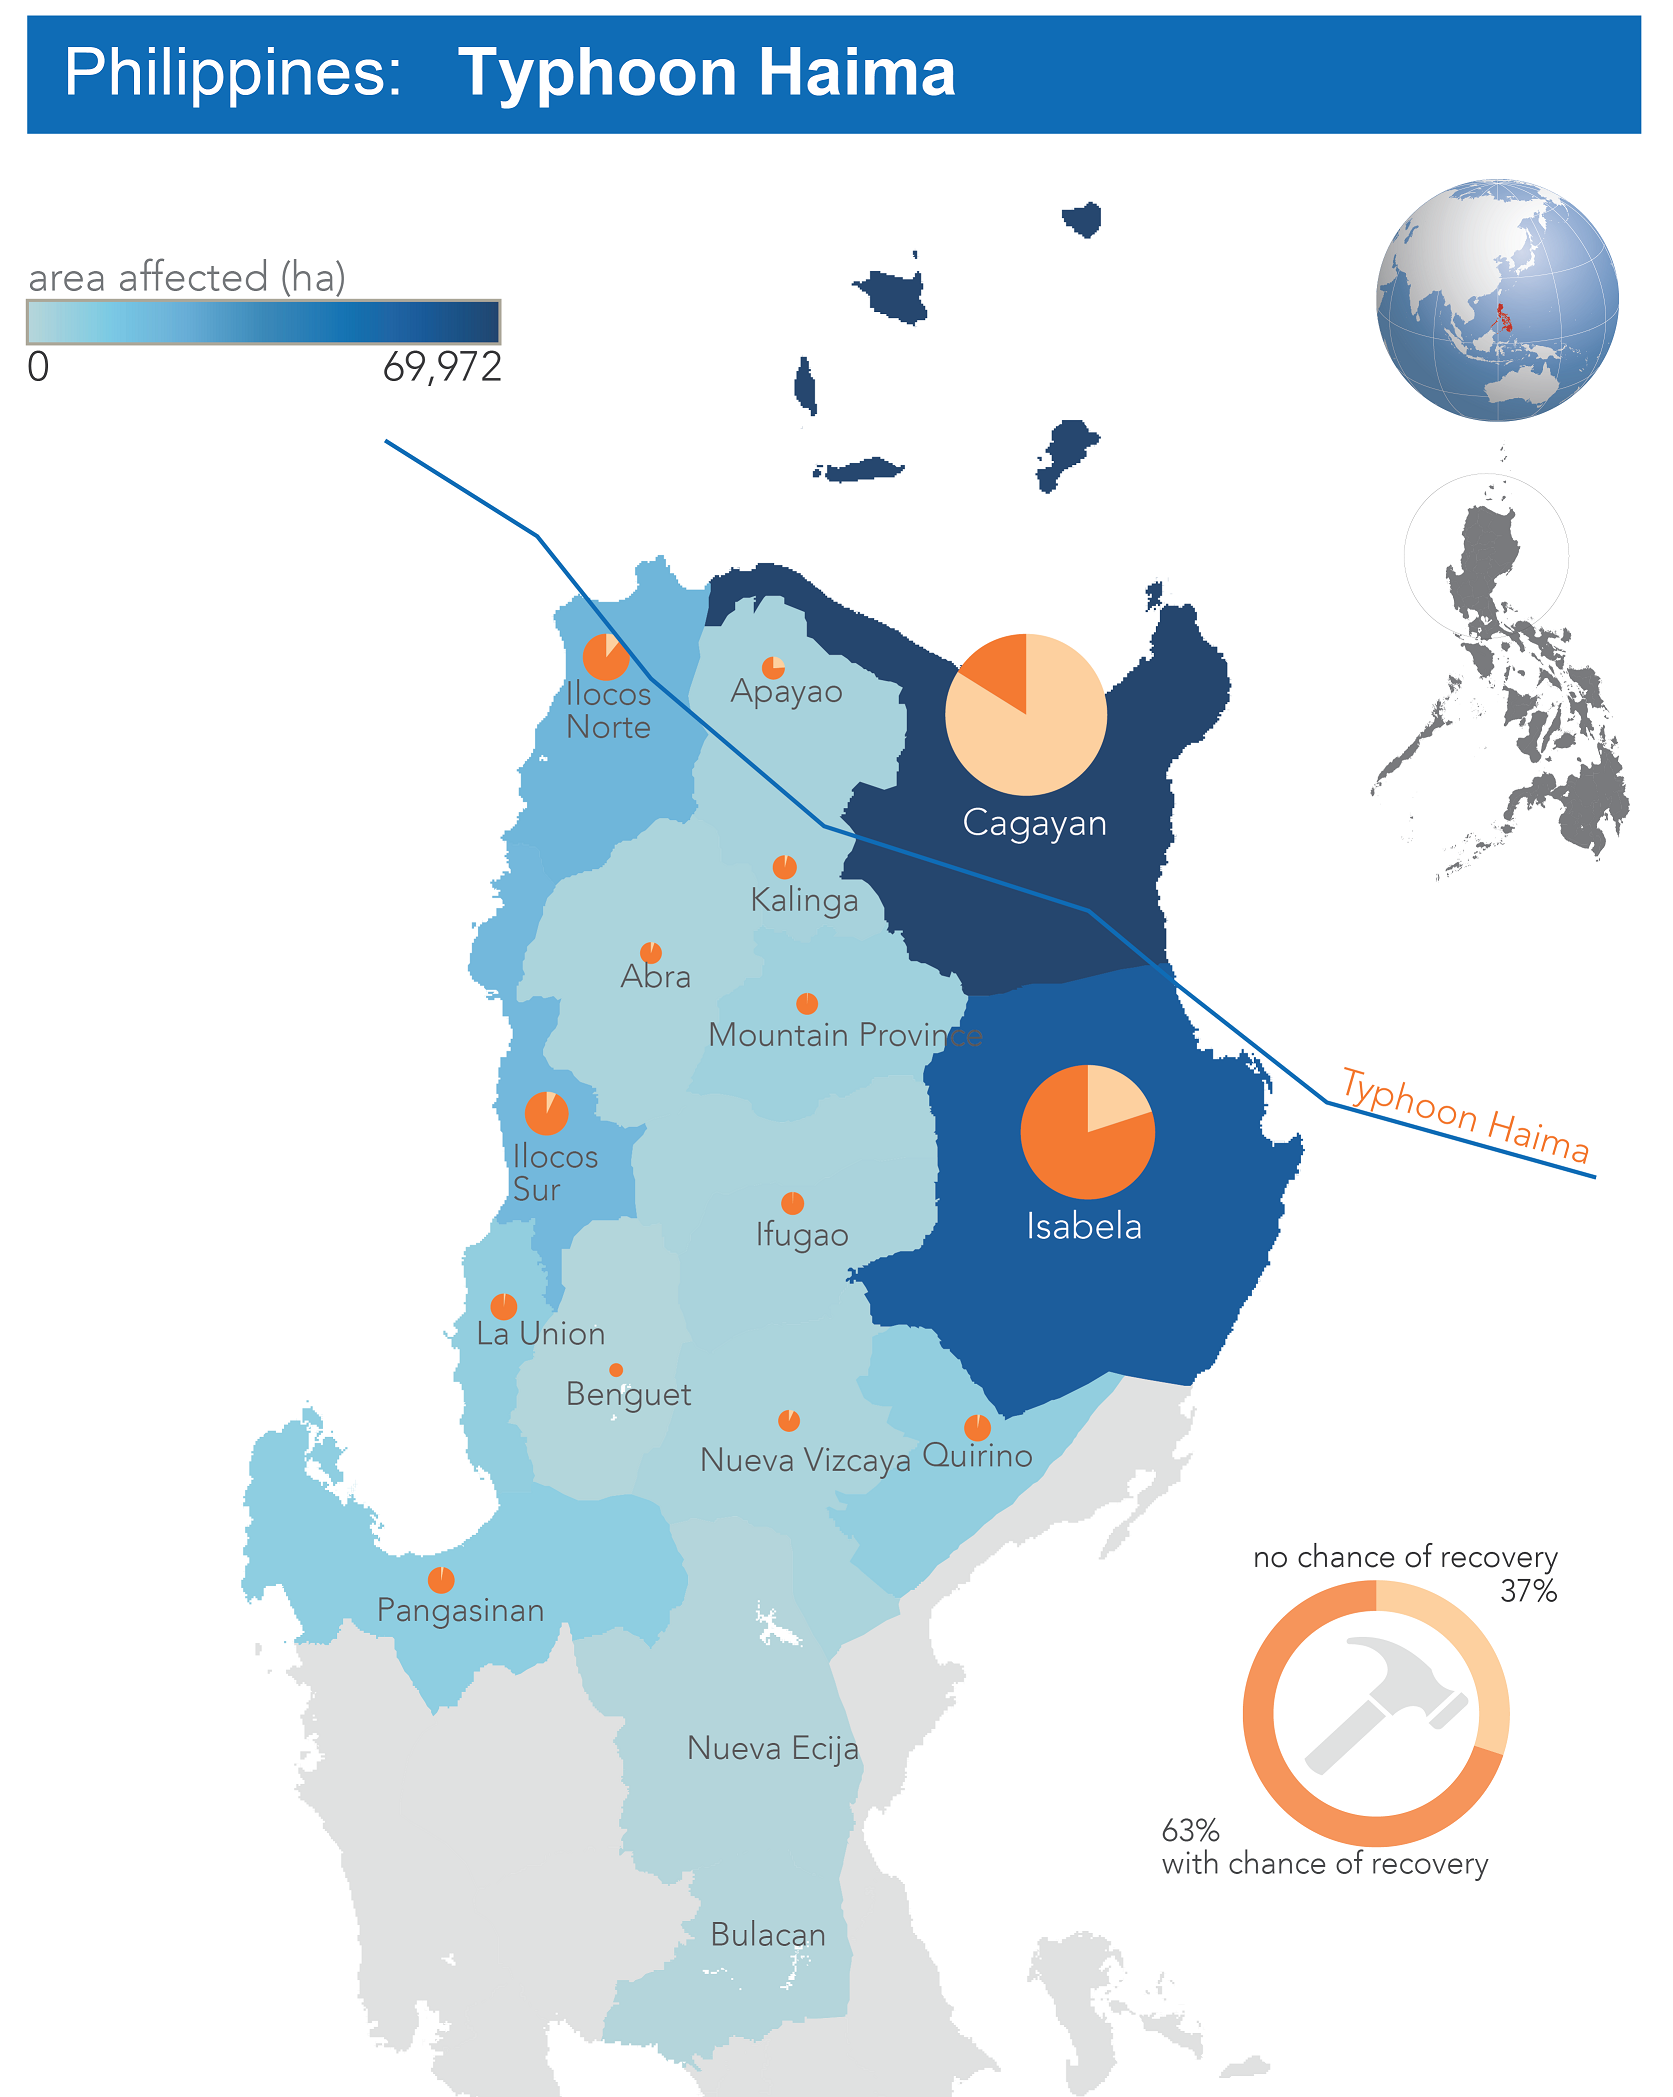 Philippines: Typhoon Haima
area affected (ha)
0
69,972
Ilocos
Norte
Apayao
Cagayan
Kalinga
Abra
Mountain Province
Typhoon Haima
Ilocos
Sur
Isabela
Ifugao
La Union
Benguet
Nueva Vizcaya
Quirino
Pangasinan
no chance of recovery
37%
Nueva Ecija
63%
with chance of recovery
Bulacan